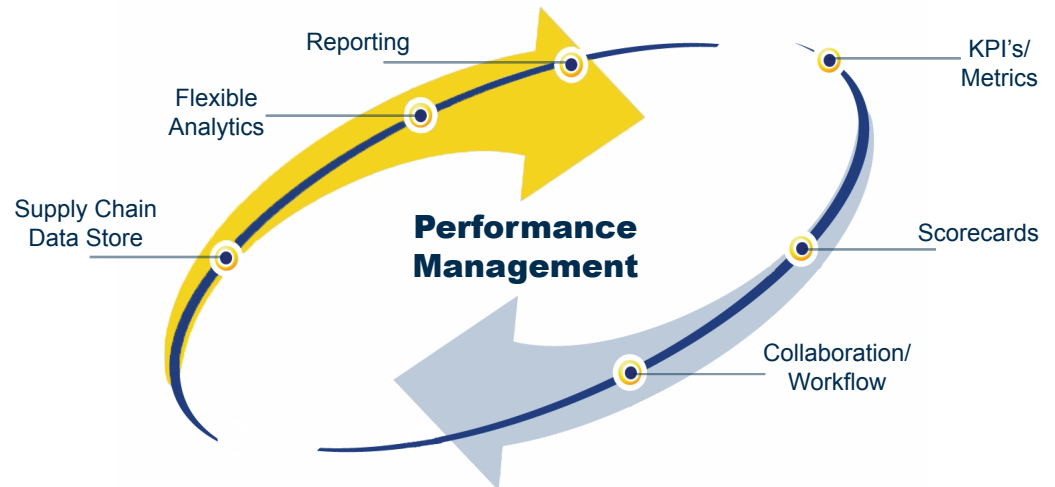 Reporting
KPI's/
Metrics
Flexible
Analytics
Supply Chain
Data Store
Performance
Management
Scorecards
Collaboration/
Workflow